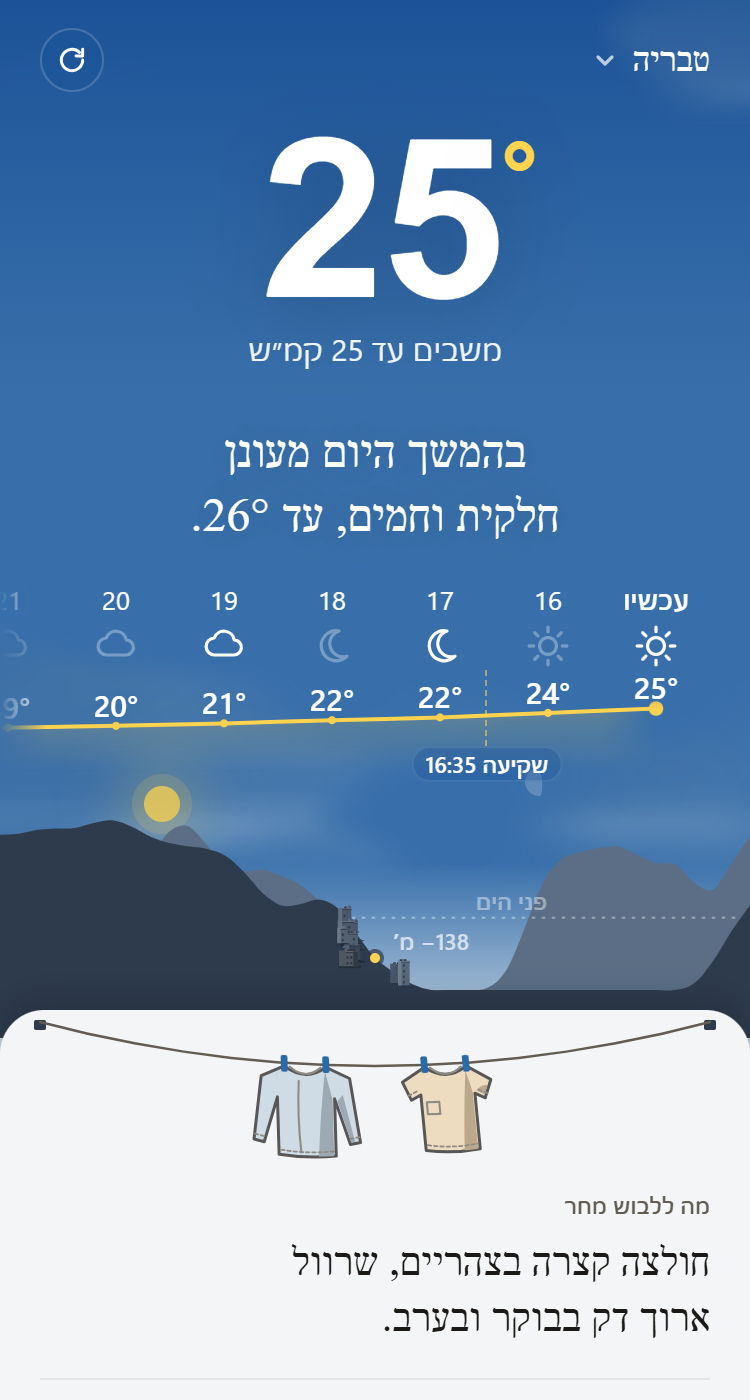 טבריה
25°
משבים עד 25 קמ״ש
בהמשך היום מעונן
חלקית וחמים, עד 26°.
עכשיו 16 17 18 19 20 21
25° 24° 22° 22° 21° 20° 9°
שקיעה 16:35
פני הים
–138 מ׳
מה ללבוש מחר
חולצה קצרה בצהריים, שרוול
ארוך דק בבוקר ובערב.